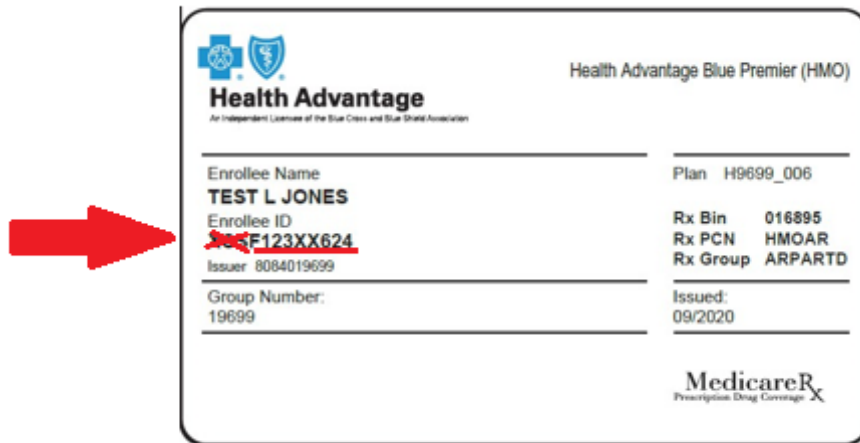 Health Advantage
An Independent Licensee of the Blue Cross and Blue Shield Association
Health Advantage Blue Premier (HMO)
Enrollee Name
TEST L JONES
Enrollee ID
F123XX624
Issuer 8084019699
Group Number:
19699
Plan H9699_006
Rx Bin 016895
Rx PCN HMOAR
Rx Group ARPARTD
Issued:
09/2020
MedicareRx
Prescription Drug Coverage